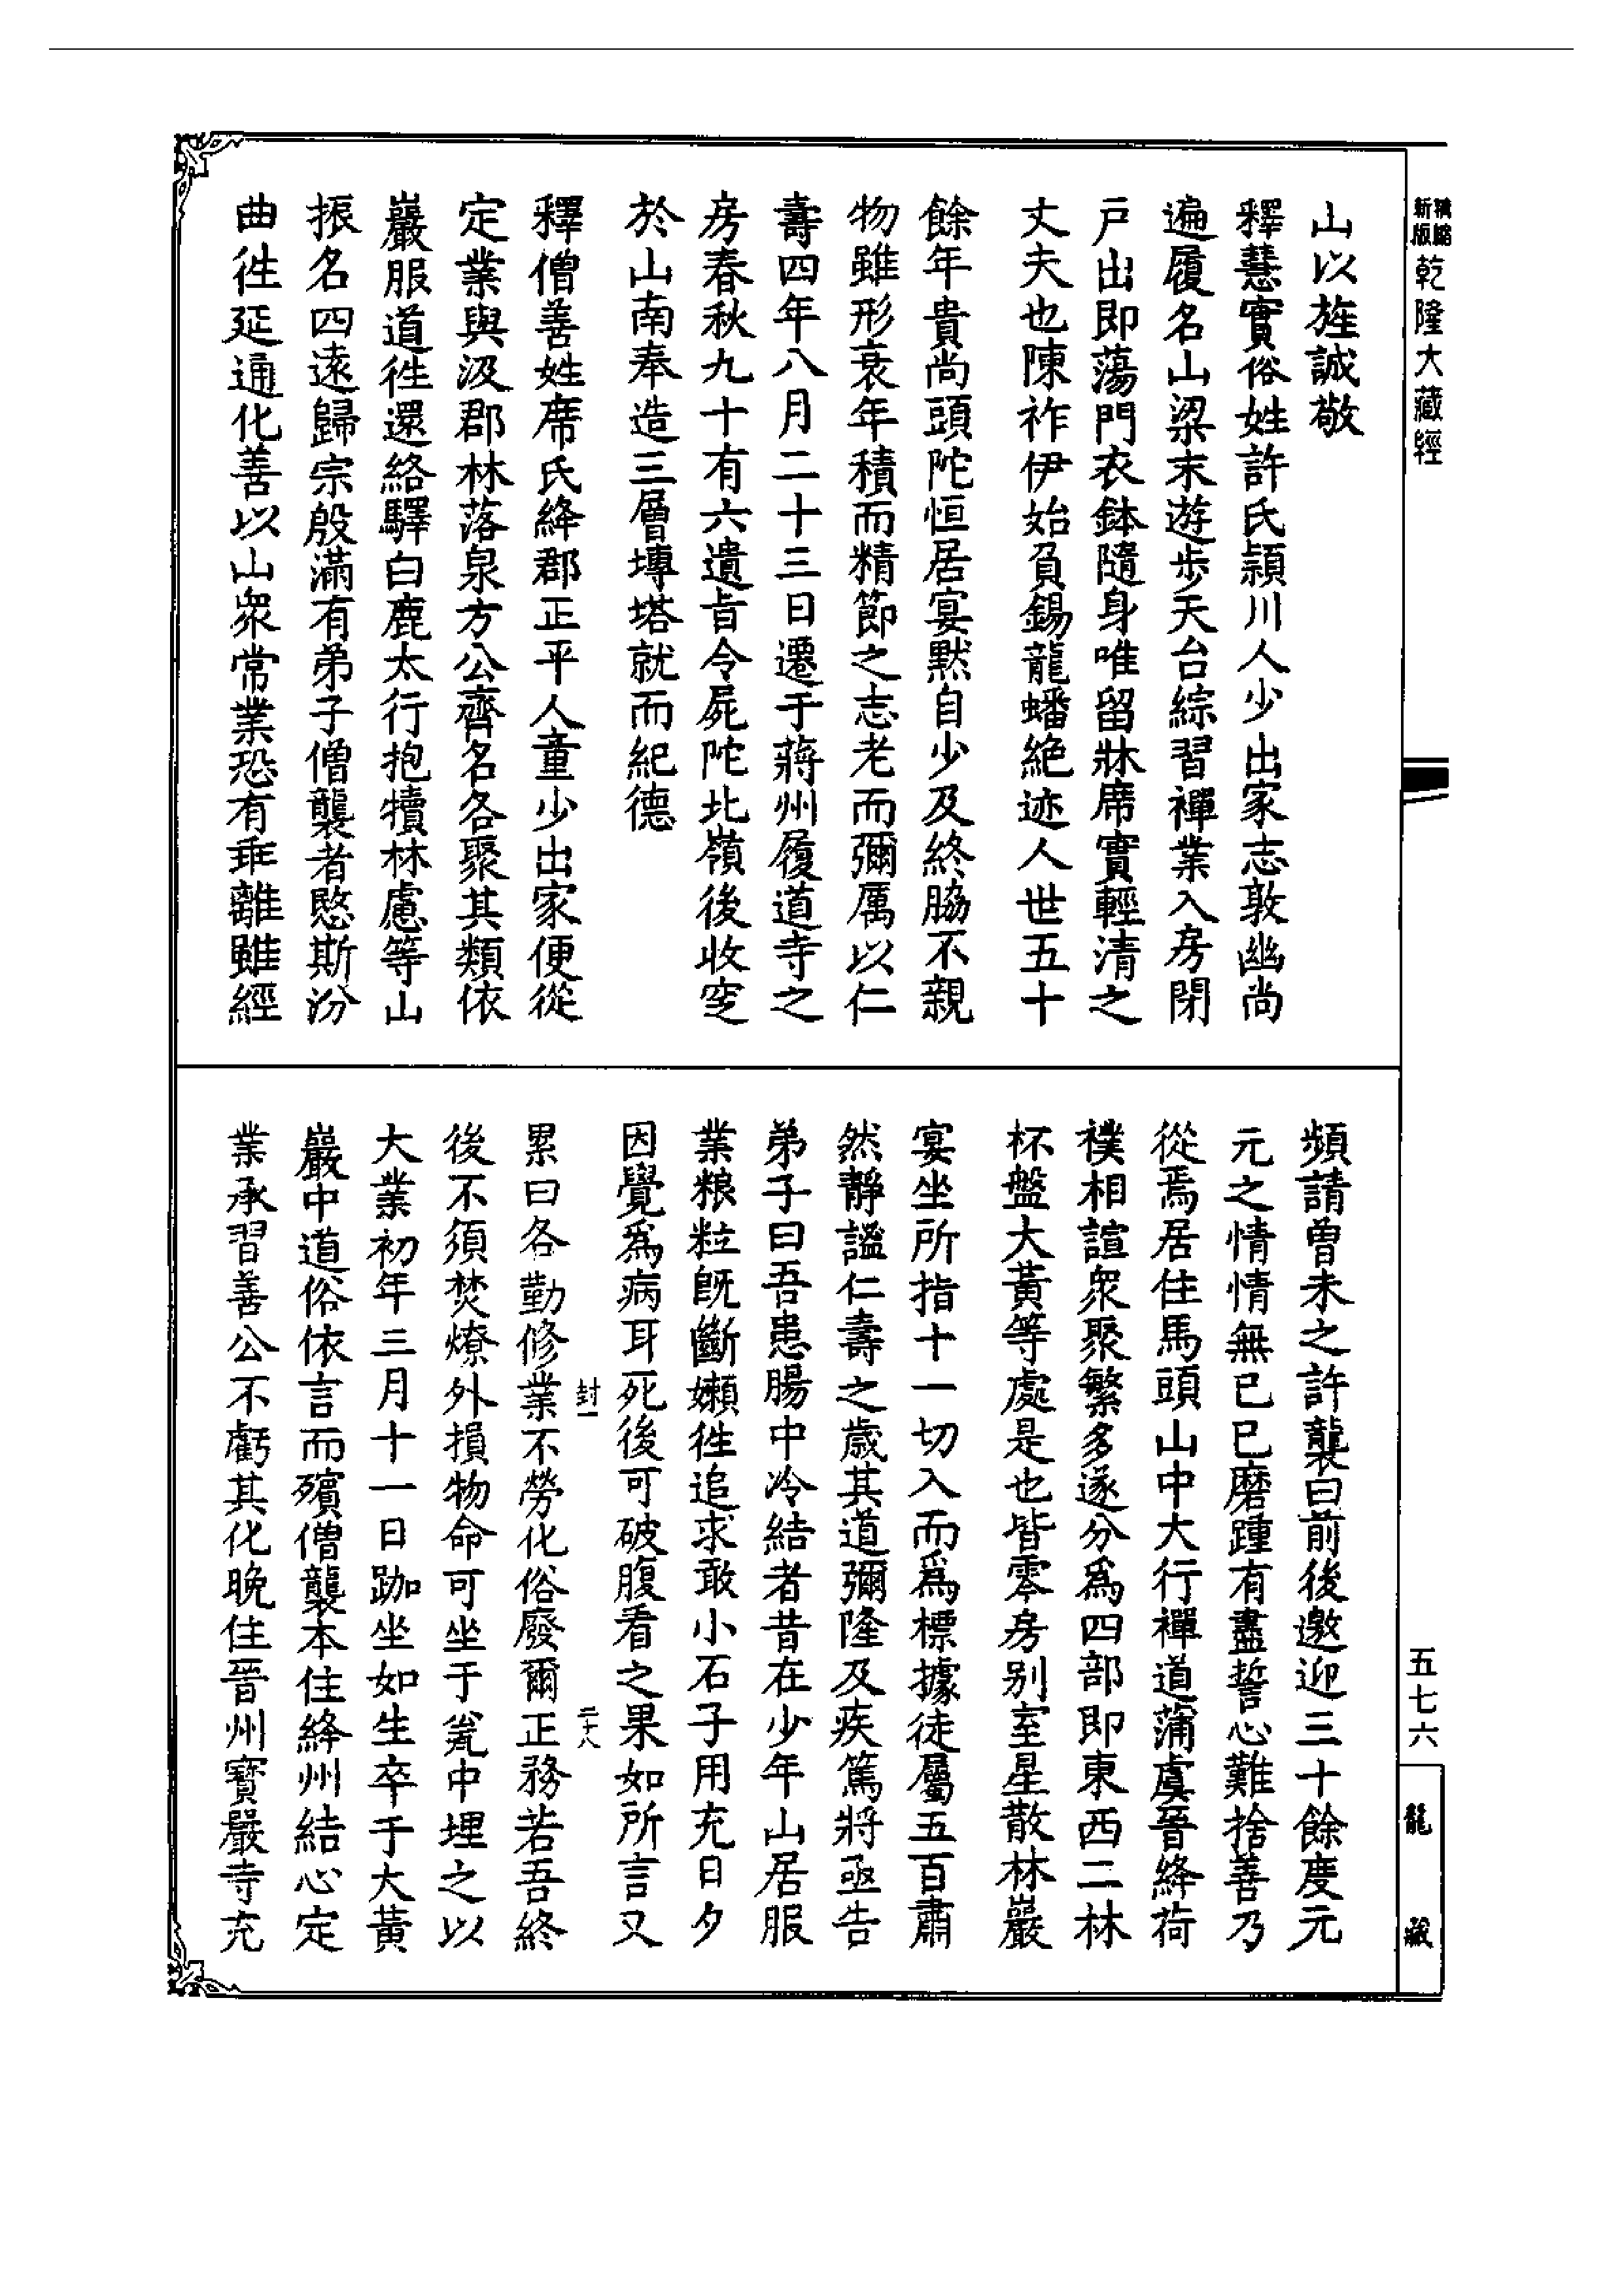 精縮
新版
乾隆大藏經
山以旌誠敬
釋慧實俗姓許氏潁川人少出家志敦幽尚
遍履名山梁末遊步天台綜習禪業入房閉
戸出即蕩門衣鉢隨身唯留牀席實輕清之
丈夫也陳祚伊始負錫龍蟠絶迹人世五十
餘年貴尚頭陀恒居宴默自少及終脇不親
物雖形衰年積而精節之志老而彌厲以仁
壽四年八月二十三日遷于蔣州履道寺之
房春秋九十有六遺旨令屍陀北嶺後收窆
於山南奉造三層塼塔就而紀德
釋僧善姓席氏絳郡正平人童少出家便從
定業與汲郡林落泉方公齊名各聚其類依
巖服道徃還絡驛白鹿太行抱犢林慮等山
振名四遠歸宗殷滿有弟子僧襲者愍斯汾
曲徃延通化善以山衆常業恐有乖離雖經
頻請曽未之許襲曰前後邀迎三十餘度元
元之情情無已已磨踵有盡誓心難捨善乃
從焉居住馬頭山中大行禪道蒲虞晉絳荷
襆相諠衆聚繁多遂分爲四部即東西二林
杯盤大黃等處是也皆零房别室星散林巖
宴坐所指十一切入而爲標據徒屬五百肅
然靜謐仁壽之歲其道彌隆及疾篤將亟告
弟子曰吾患腸中冷結者昔在少年山居服
業粮粒既斷嬾徃追求敢小石子用充日夕
因覺爲病耳死後可破腹看之果如所言又
封一
二十八
累曰各勤修業不勞化俗廢爾正務若吾終
後不須焚燎外損物命可坐于瓮中埋之以
大業初年三月十一日跏坐如生卒于大黃
巖中道俗依言而殯僧襲本住絳州結心定
業承習善公不虧其化晚住晉州寳嚴寺充
五七六
龍藏